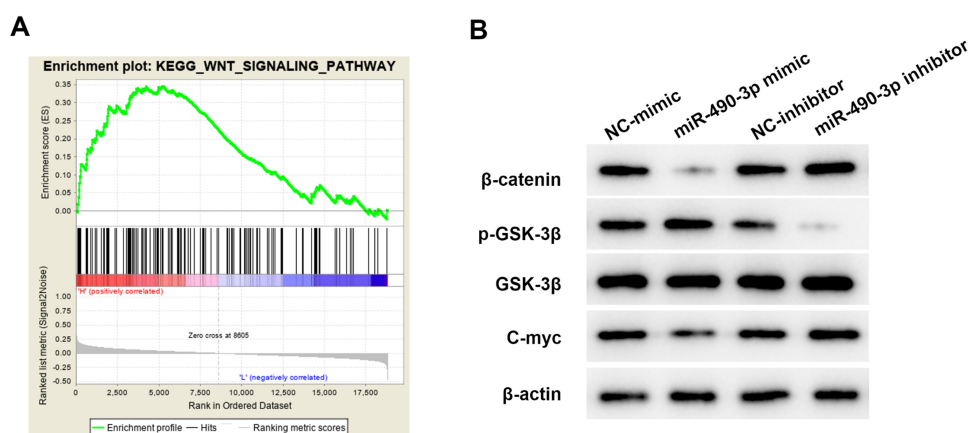 A
B
Enrichment plot: KEGG_WNT_SIGNALING_PATHWAY
Enrichment score (ES)
0.35
0.30
0.25
0.20
0.15
0.10
0.05
0.00
'H' (positively correlated)
Ranked list metric (Signal2Noise)
1.00
0.75
0.50
0.25
0.00
-0.25
-0.50
Zero cross at 8605
'L' (negatively correlated)
0 2,500 5,000 7,500 10,000 12,500 15,000 17,500
Rank in Ordered Dataset
Enrichment profile Hits Ranking metric scores
NC-mimic
miR-490-3p mimic
NC-inhibitor
miR-490-3p inhibitor
β-catenin
p-GSK-3β
GSK-3β
C-myc
β-actin